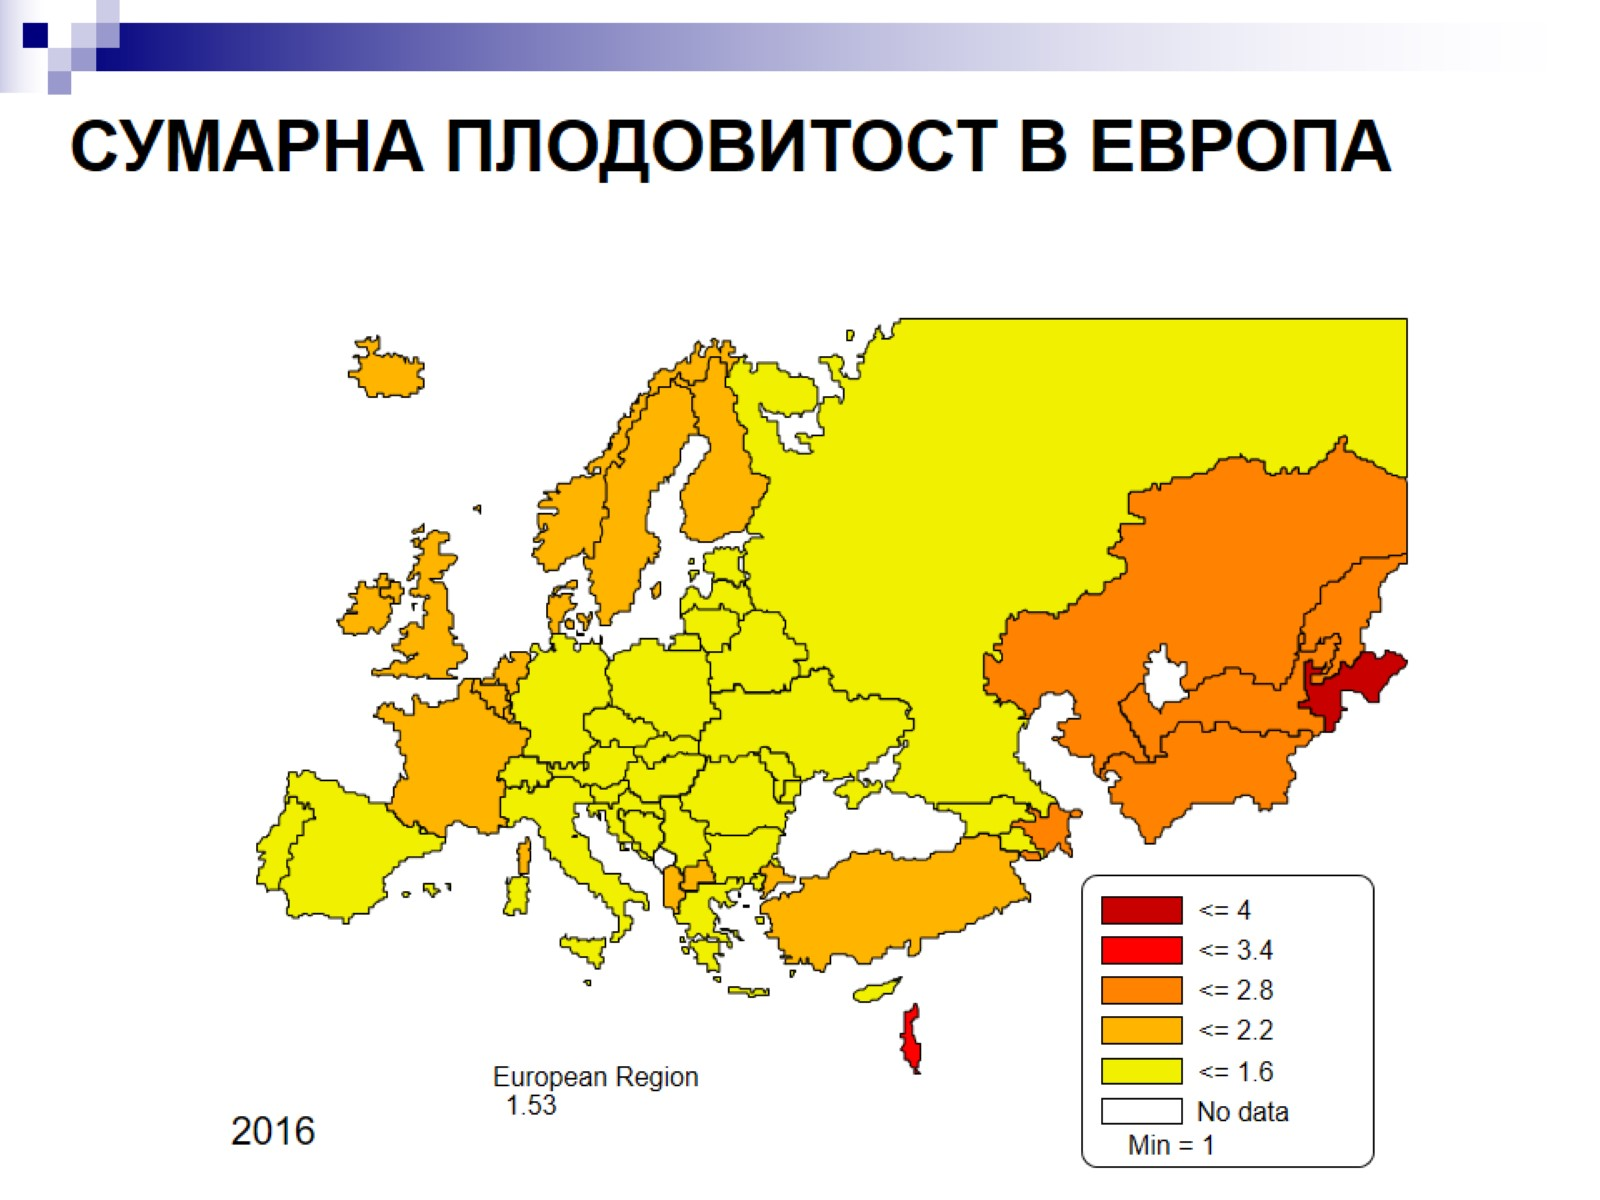 СУМАРНА ПЛОДОВИТОСТ В ЕВРОПА
<= 4
<= 3.4
<= 2.8
<= 2.2
<= 1.6
No data
Min = 1
European Region
1.53
2016